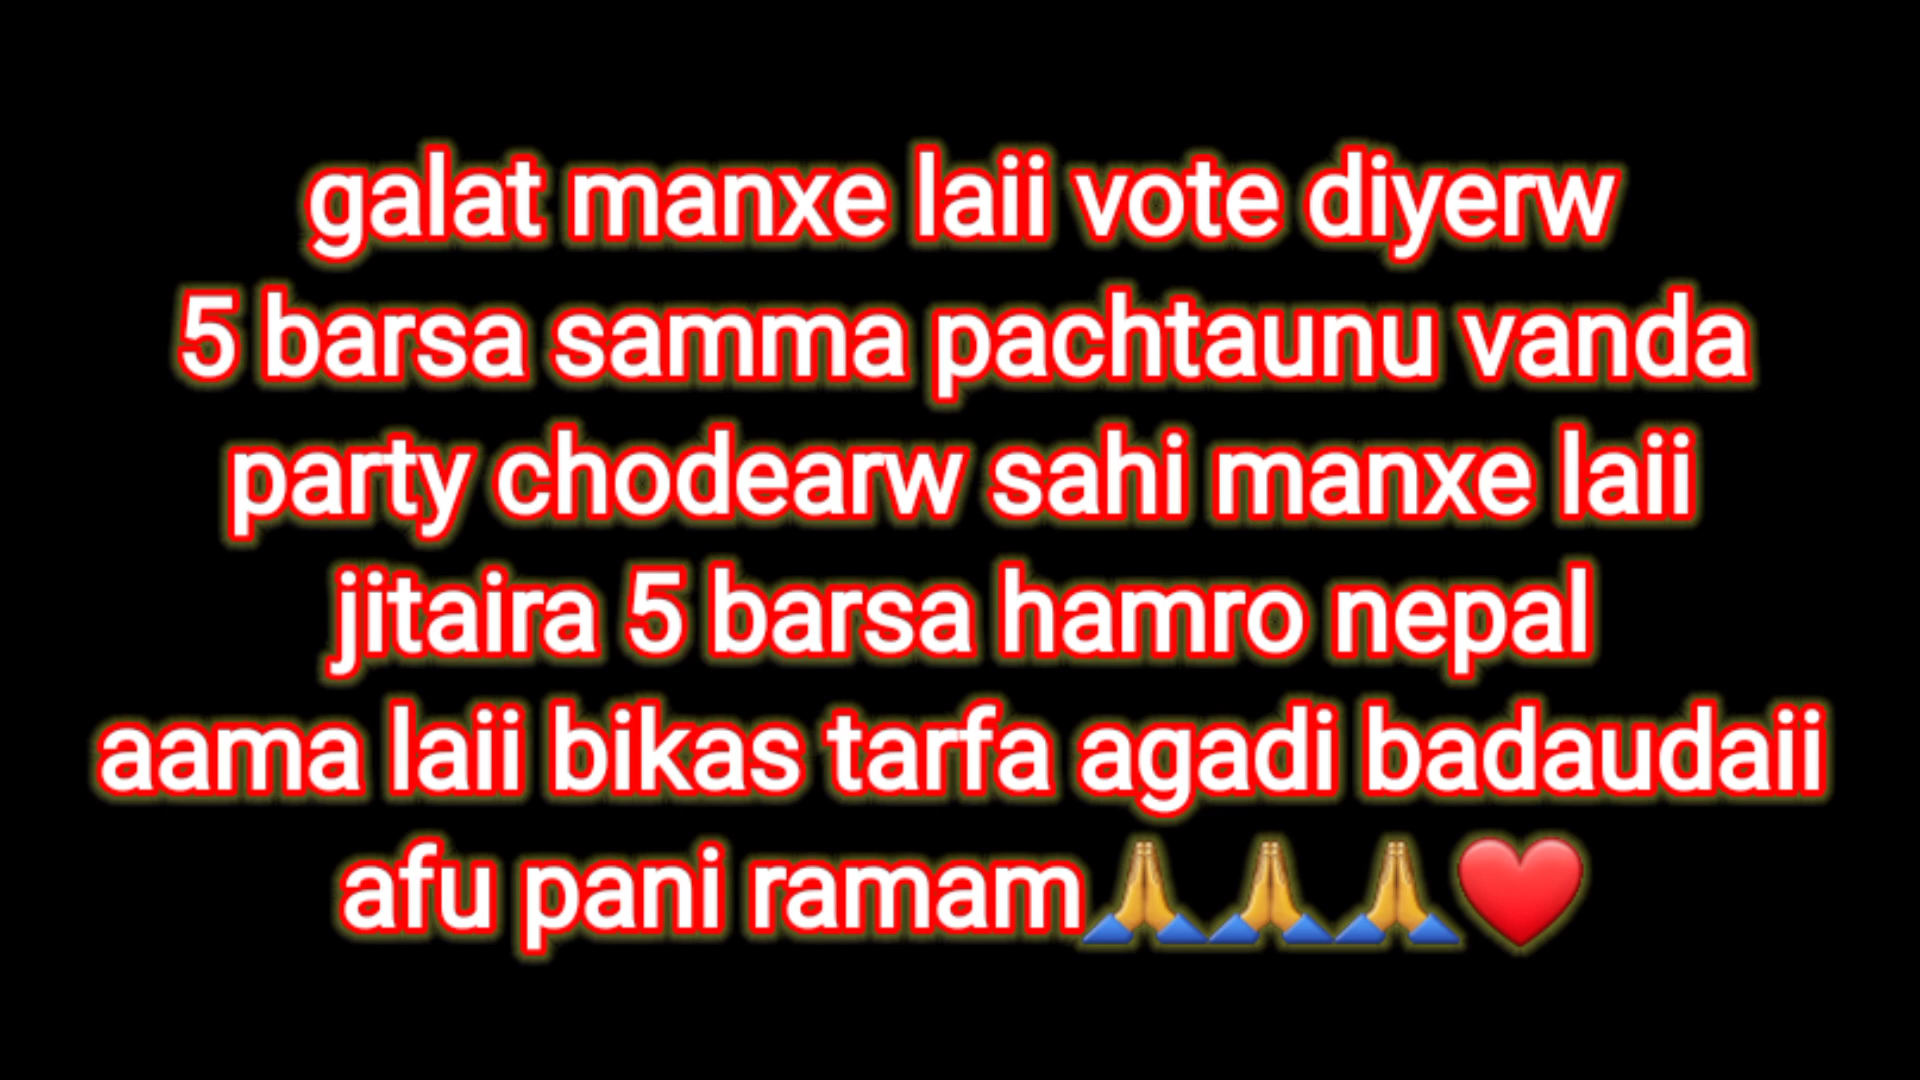 galat manxe laii vote diyerw
5 barsa samma pachtaunu vanda
party chodearw sahi manxe laii
jitaira 5 barsa hamro nepal
aama laii bikas tarfa agadi badaudaii
afu pani ramam🙏🙏🙏❤️